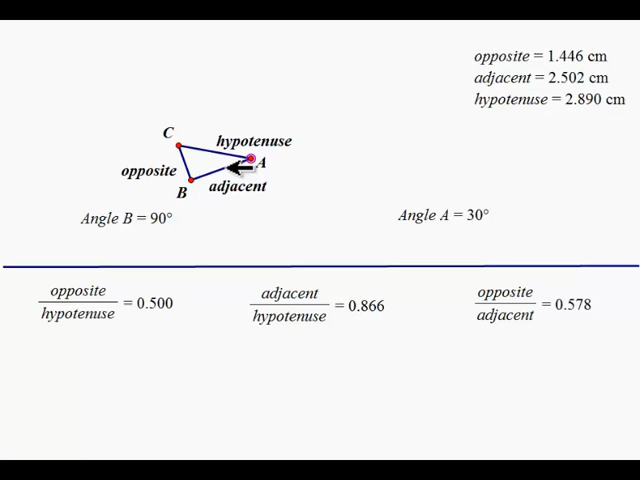 opposite = 1.446 cm
adjacent = 2.502 cm
hypotenuse = 2.890 cm
C
hypotenuse
A
opposite
B
adjacent
Angle B = 90°
Angle A = 30°
opposite
hypotenuse = 0.500
adjacent
hypotenuse = 0.866
opposite
adjacent = 0.578